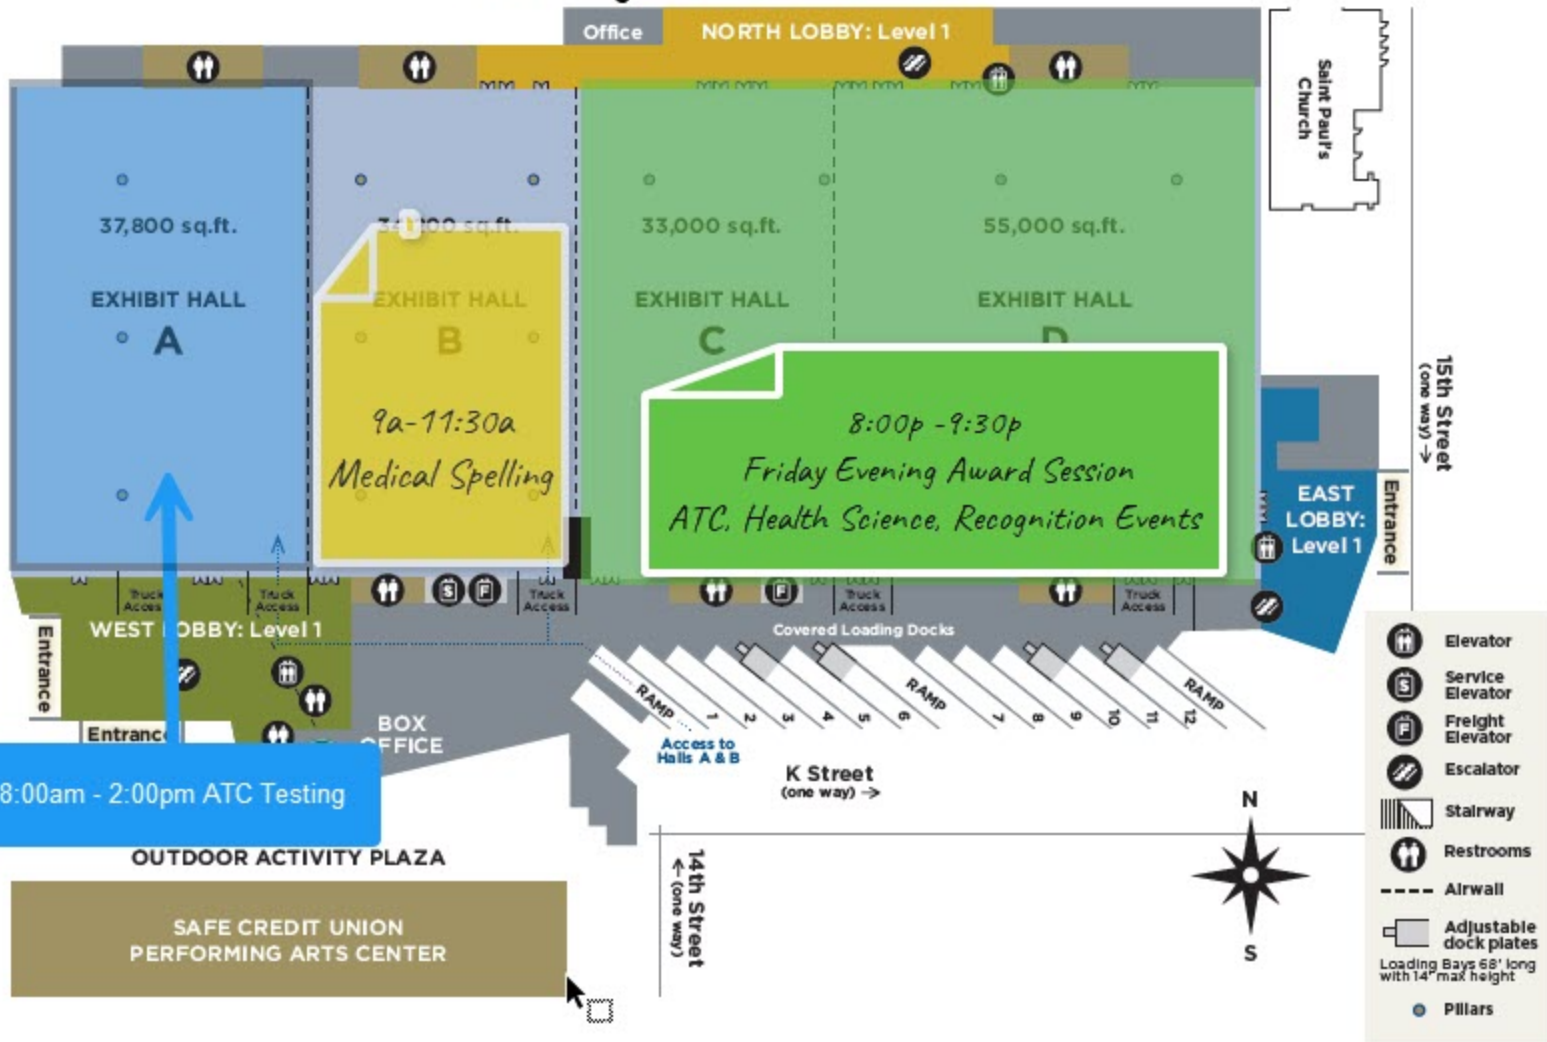 Office
NORTH LOBBY: Level 1
Saint Paul's
Church
37,800 sq.ft.
sq.ft.
33,000 sq.ft.
55,000 sq.ft.
EXHIBIT HALL
A
EXHIBIT HALL
B
EXHIBIT HALL
C
EXHIBIT HALL
D
9a-11:30a
Medical Spelling
8:00p -9:30p
Friday Evening Award Session
ATC, Health Science, Recognition Events
15th Street
(one way) →
EAST
LOBBY:
Level 1
Entrance
Truck
Access
Truck
Access
Truck
Access
Truck
Access
Truck
Access
WEST LOBBY: Level 1
Entrance
Entrance
Covered Loading Docks
BOX
OFFICE
RAMP
1
2
3
4
5
6
RAMP
7
8
9
10
11
12
RAMP
Access to
Halls A & B
K Street
(one way) →
8:00am - 2:00pm ATC Testing
OUTDOOR ACTIVITY PLAZA
SAFE CREDIT UNION
PERFORMING ARTS CENTER
14th Street
← (one way)
N
S
Elevator
S
Service
Elevator
F
Freight
Elevator
Escalator
Stairway
Restrooms
Airwall
Adjustable
dock plates
Loading Bays 68' long
with 14' max height
Pillars